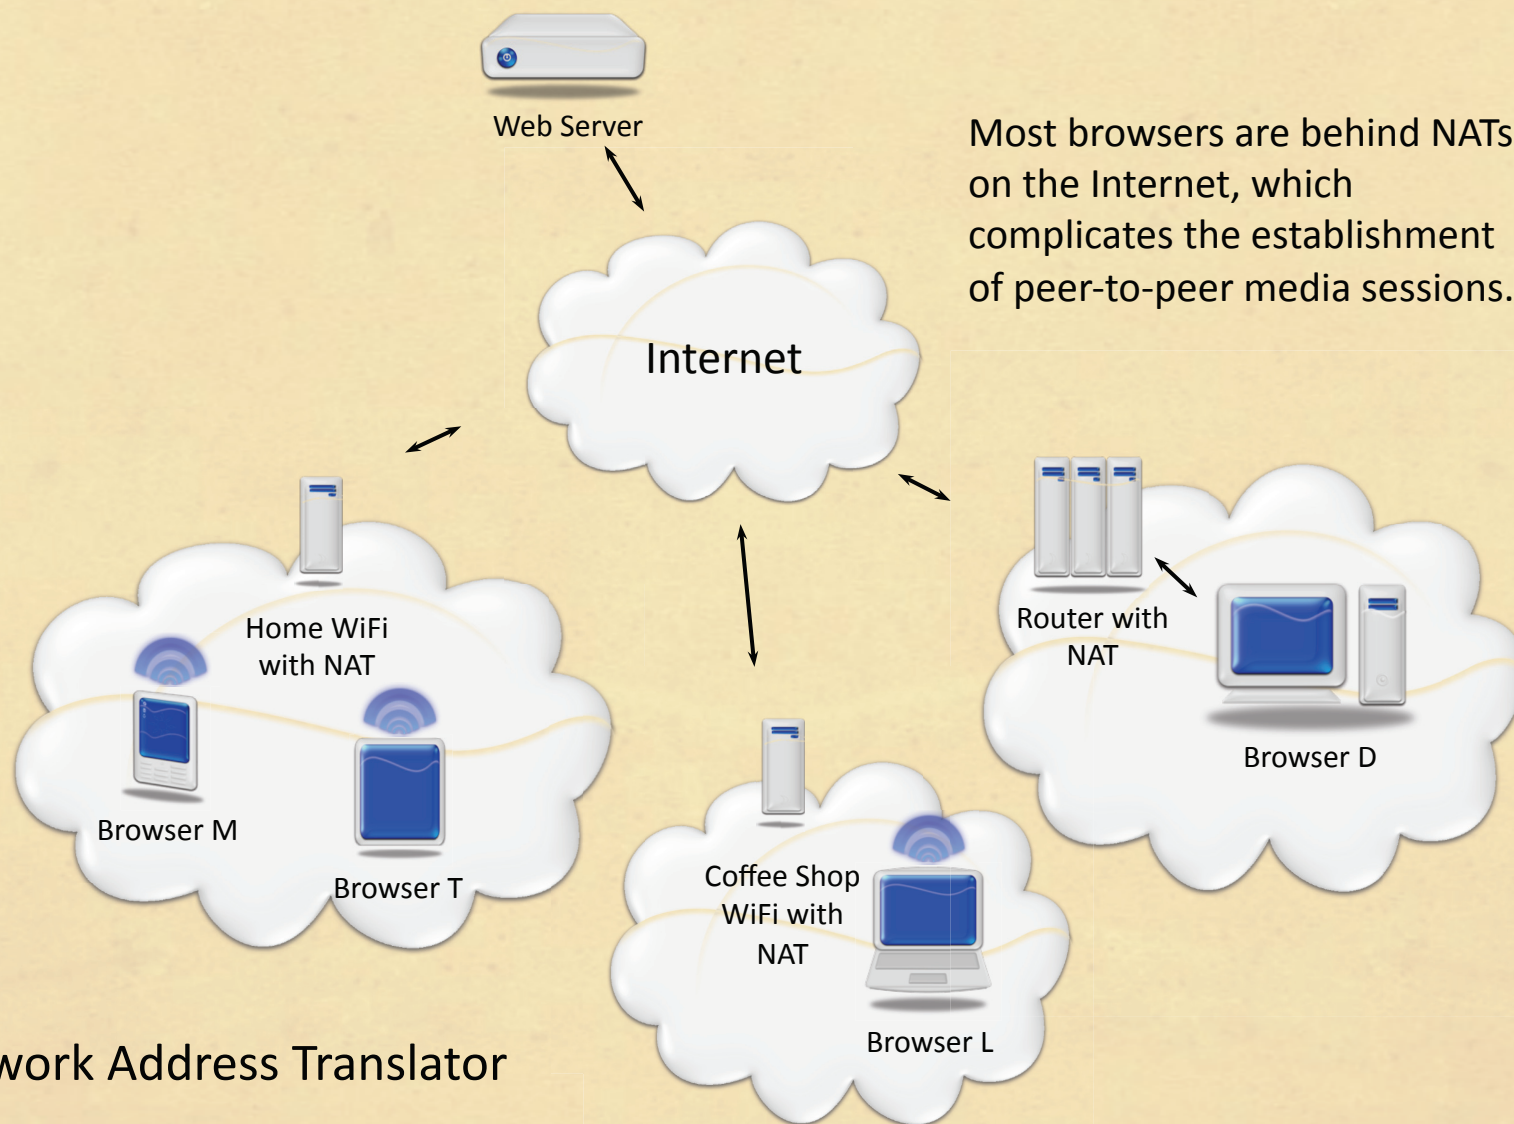 Web Server
Most browsers are behind NATs
on the Internet, which
complicates the establishment
of peer-to-peer media sessions.
Internet
Home WiFi
with NAT
Router with
NAT
Browser D
Browser M
Browser T
Coffee Shop
WiFi with
NAT
Browser L
work Address Translator